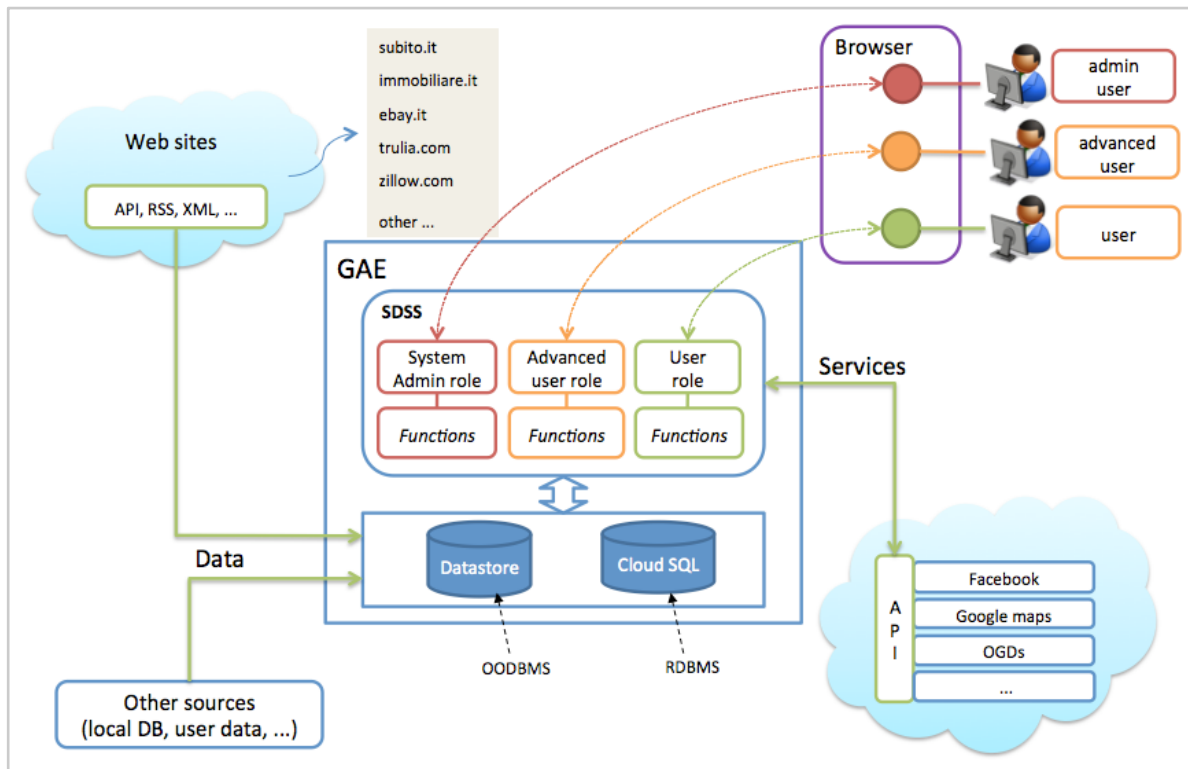 subito.it
immobiliare.it
ebay.it
trulia.com
zillow.com
other ...
Web sites
API, RSS, XML, ...
Browser
admin
user
advanced
user
user
GAE
SDSS
System
Admin role
Advanced
user role
User
role
Functions
Functions
Functions
Services
Data
Datastore
Cloud SQL
OODBMS
RDBMS
Other sources
(local DB, user data, ...)
A
P
I
Facebook
Google maps
OGDs
...